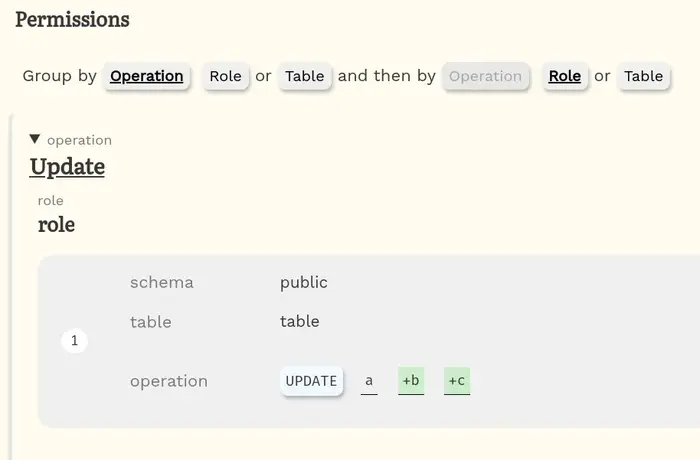 Permissions
Group by Operation Role or Table and then by Operation Role or Table
▼ operation
Update
role
role
schema public
table table
1
operation UPDATE a +b +c